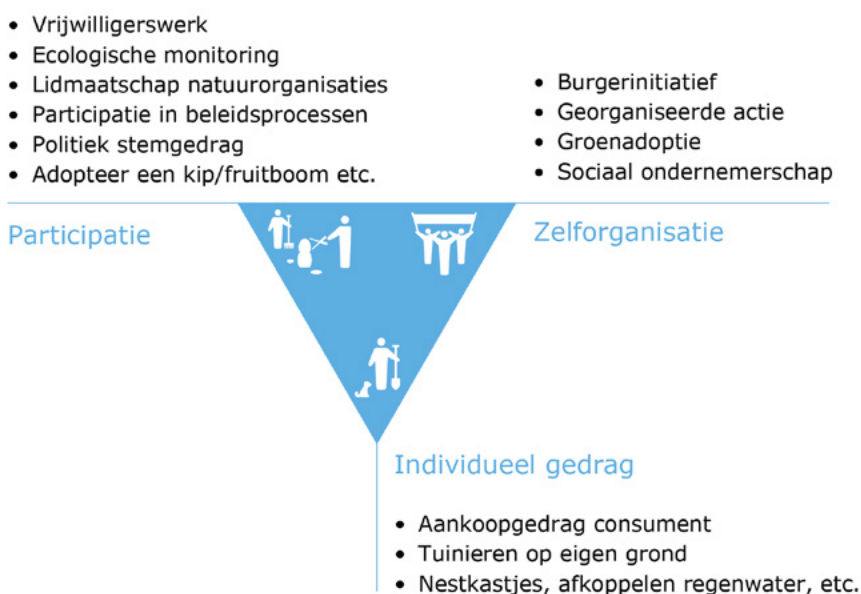 • Vrijwilligerswerk
• Ecologische monitoring
• Lidmaatschap natuurorganisaties
• Participatie in beleidsprocessen
• Politiek stemgedrag
• Adopteer een kip/fruitboom etc.
Participatie
• Burgerinitiatief
• Georganiseerde actie
• Groenadoptie
• Sociaal ondernemerschap
Zelforganisatie
Individueel gedrag
• Aankoopgedrag consument
• Tuinieren op eigen grond
• Nestkastjes, afkoppelen regenwater, etc.